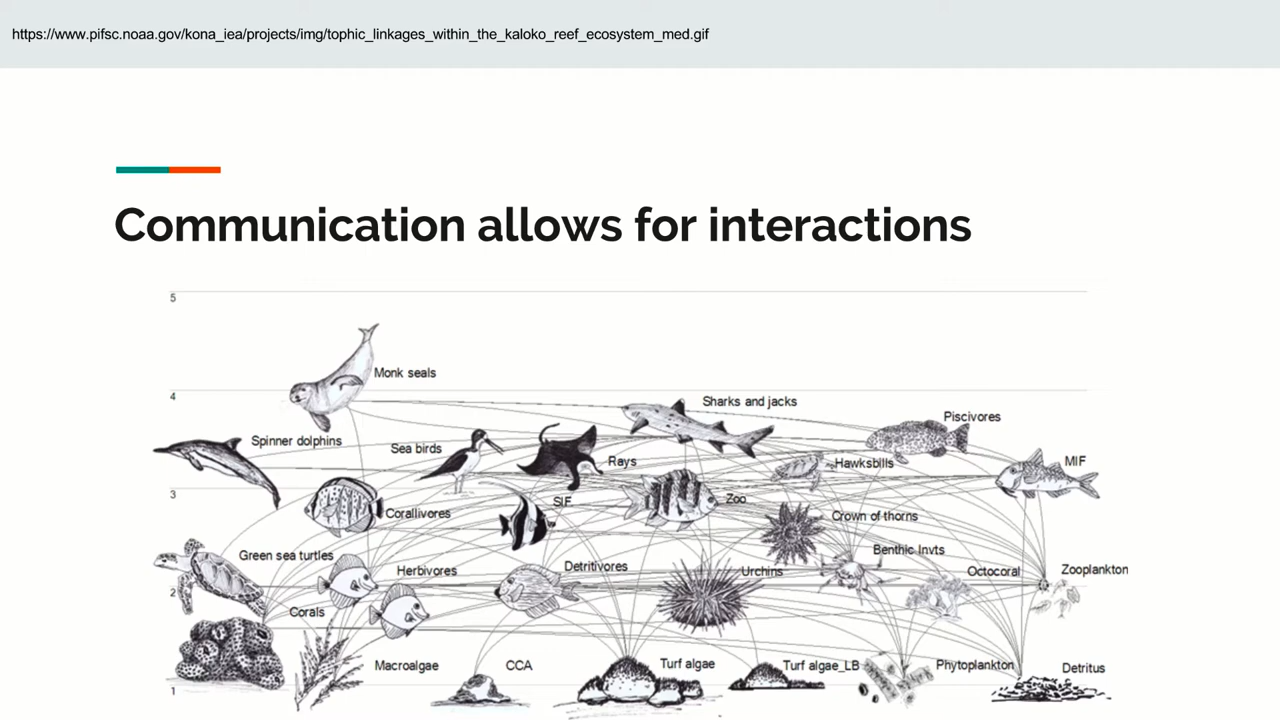 https://www.pifsc.noaa.gov/kona_iea/projects/img/tophic_linkages_within_the_kaloko_reef_ecosystem_med.gif
Communication allows for interactions
5
Monk seals
4
Sharks and jacks
Piscivores
Spinner dolphins
Sea birds
Rays
Hawksbills
MIF
3
SIF
Zoo
Corallivores
Crown of thorns
Green sea turtles
Benthic Invts
Herbivores
Detritivores
Urchins
Octocoral
Zooplankton
2
Corals
Macroalgae
CCA
Turf algae
Turf algae_LB
Phytoplankton
Detritus
1